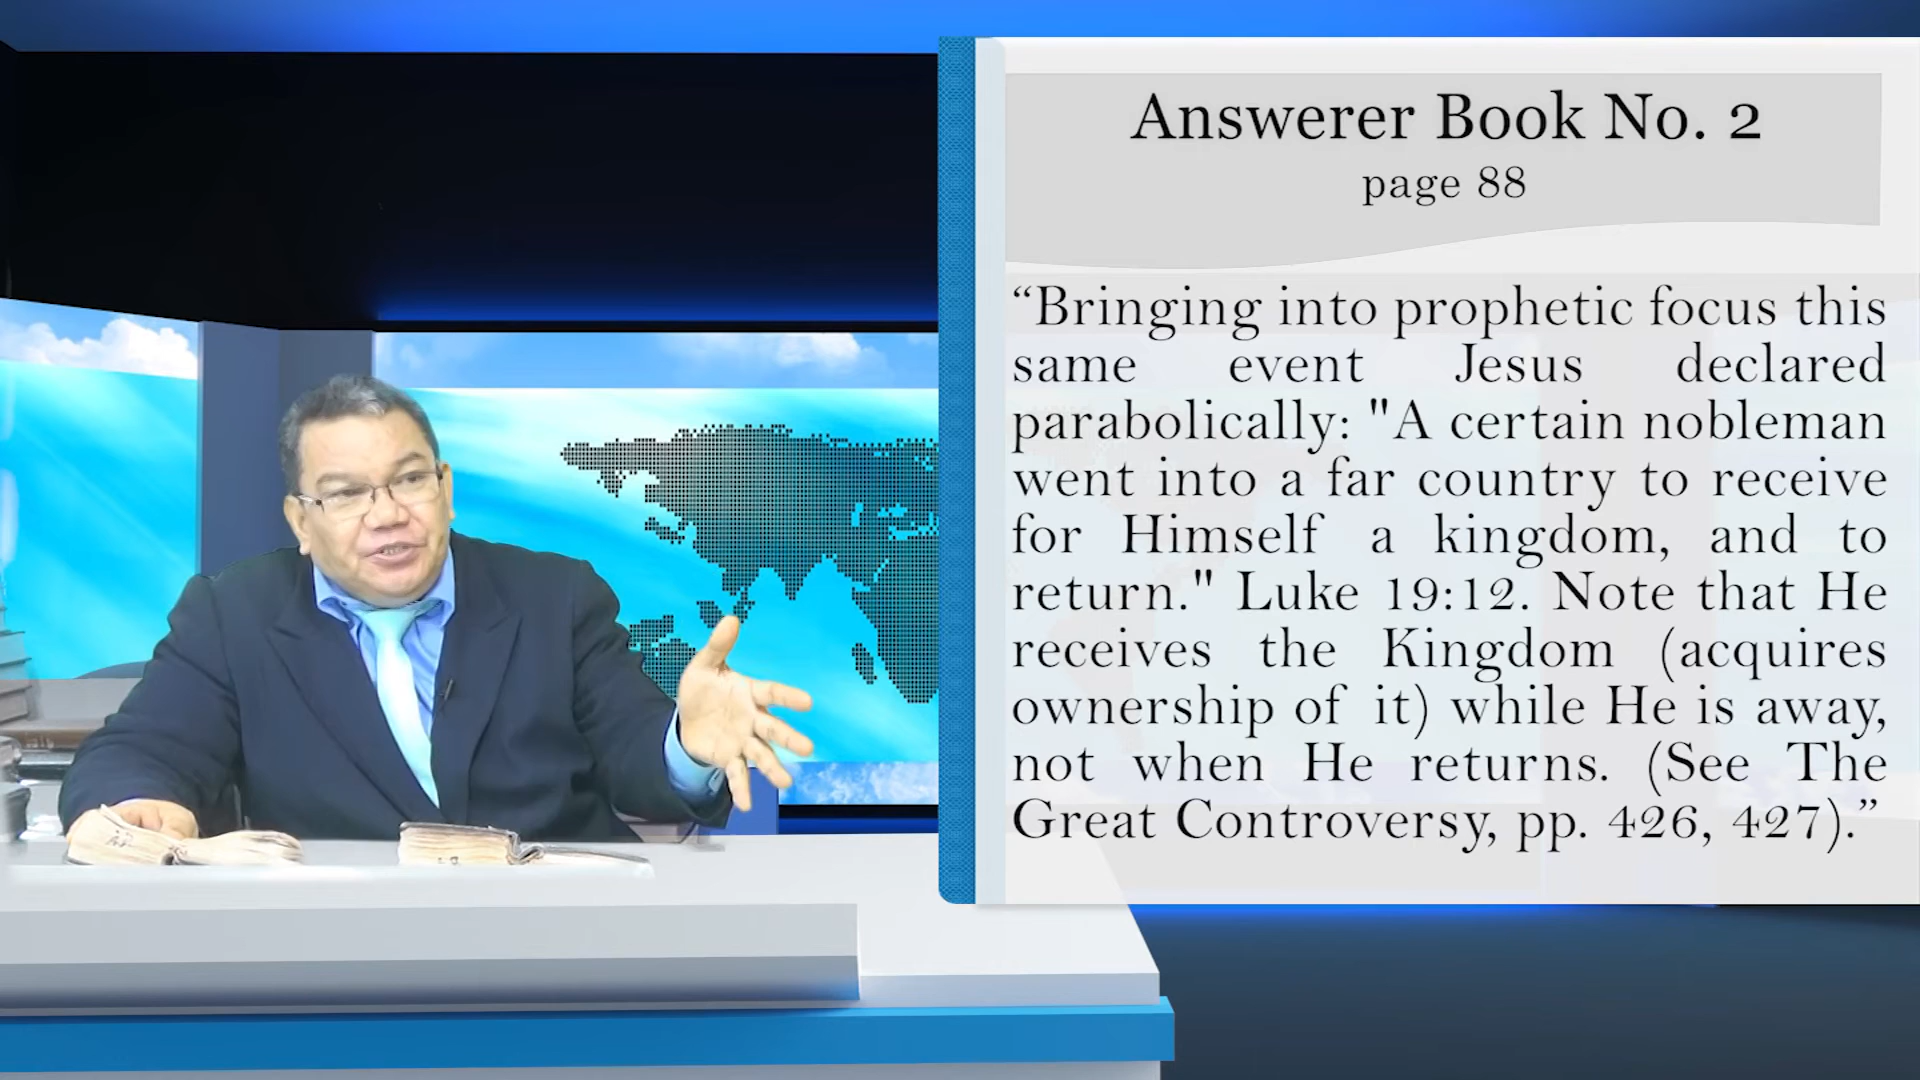 Answerer Book No. 2
page 88
“Bringing into prophetic focus this
same event Jesus declared
parabolically: "A certain nobleman
went into a far country to receive
for Himself a kingdom, and to
return." Luke 19:12. Note that He
receives the Kingdom (acquires
ownership of it) while He is away,
not when He returns. (See The
Great Controversy, pp. 426, 427).”